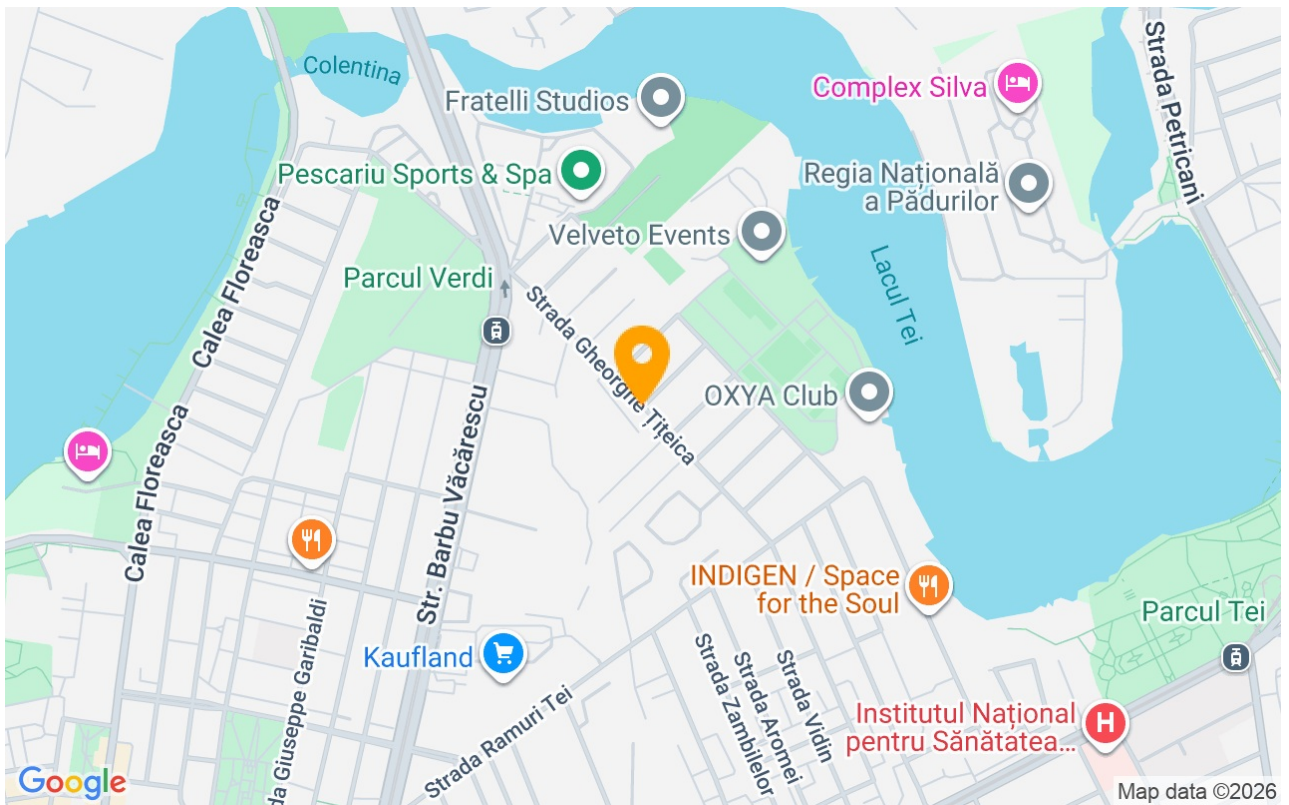 Colentina
Fratelli Studios
Complex Silva
Strada Petricani
Pescariu Sports & Spa
Regia Națională
a Pădurilor
Calea Floreasca
Velveto Events
Parcul Verdi
Lacul Tei
Strada Gheorghe Țițeica
OXYA Club
Calea Floreasca
Str. Barbu Văcărescu
INDIGEN / Space
for the Soul
Parcul Tei
Kaufland
da Giuseppe Garibaldi
Strada Ramuri Tei
Strada Zambilelor
Strada Aromei
Strada Vidin
Institutul Național
pentru Sănătatea...
H
Google
Map data ©2026